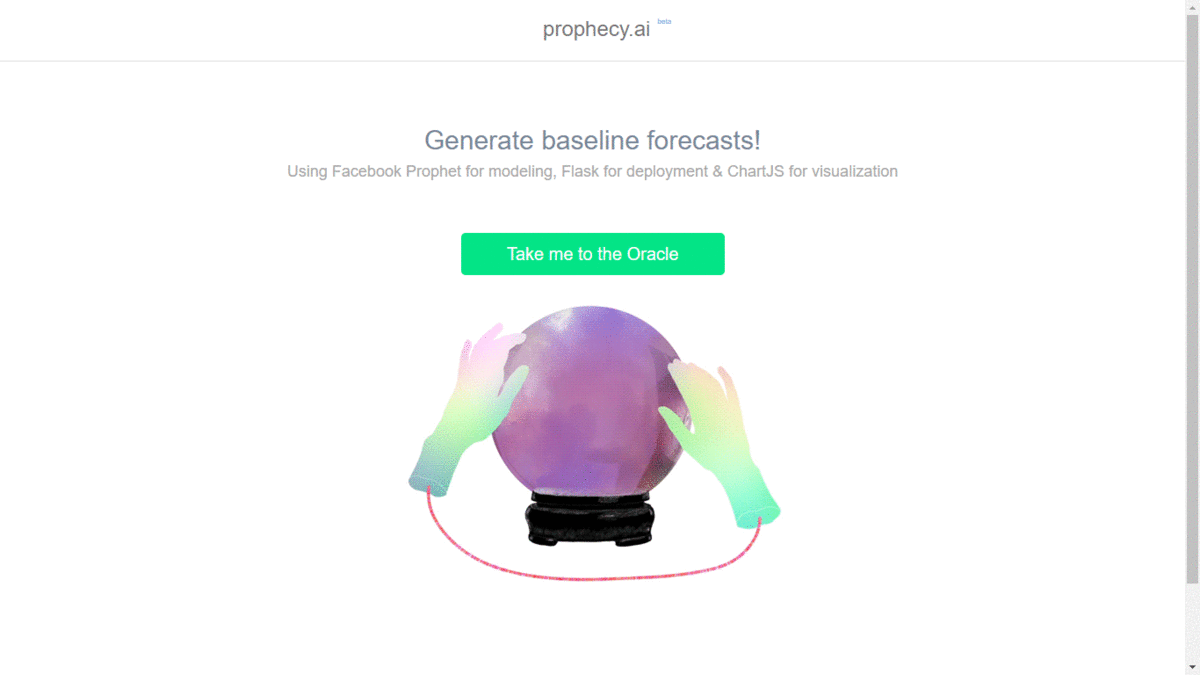 prophecy.ai beta
Generate baseline forecasts!
Using Facebook Prophet for modeling, Flask for deployment & ChartJS for visualization
Take me to the Oracle